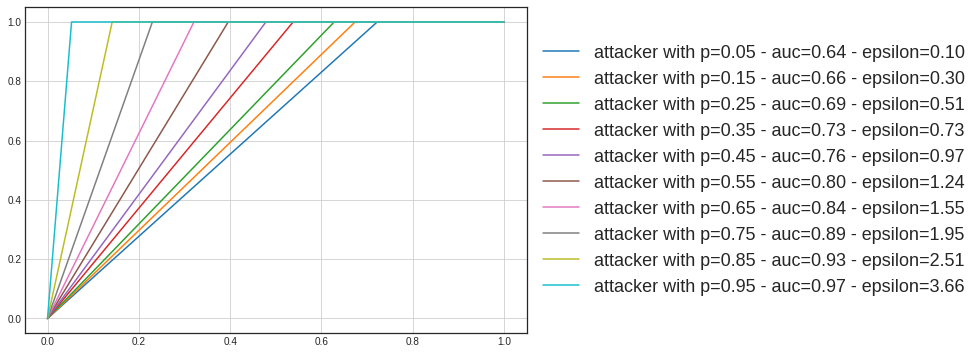 1.0
0.8
0.6
0.4
0.2
0.0
0.0 0.2 0.4 0.6 0.8 1.0
attacker with p=0.05 - auc=0.64 - epsilon=0.10
attacker with p=0.15 - auc=0.66 - epsilon=0.30
attacker with p=0.25 - auc=0.69 - epsilon=0.51
attacker with p=0.35 - auc=0.73 - epsilon=0.73
attacker with p=0.45 - auc=0.76 - epsilon=0.97
attacker with p=0.55 - auc=0.80 - epsilon=1.24
attacker with p=0.65 - auc=0.84 - epsilon=1.55
attacker with p=0.75 - auc=0.89 - epsilon=1.95
attacker with p=0.85 - auc=0.93 - epsilon=2.51
attacker with p=0.95 - auc=0.97 - epsilon=3.66